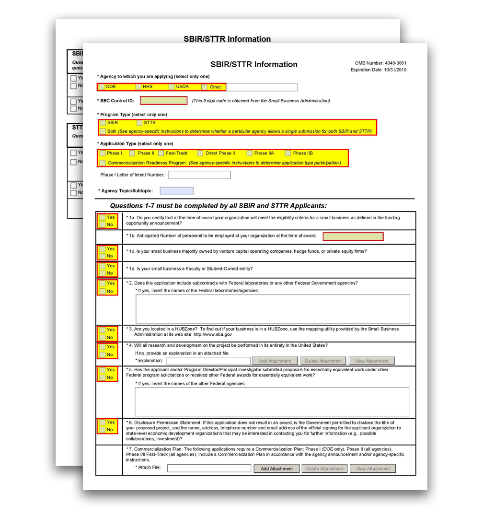 SBIR/STTR Information
SBIR/STTR Information
OMB Number: 4040-0001
Expiration Date: 10/31/2019
* Agency to which you are applying (select only one)
DOE HHS USDA Other:
* SBC Control ID: (This 9 digit code is obtained from the Small Business Administration)
* Program Type (select only one)
SBIR STTR
Both (See agency-specific instructions to determine whether a particular agency allows a single submission for both SBIR and STTR)
* Application Type (select only one)
Phase I Phase II Fast-Track Direct Phase II Phase IIA Phase IIB
Commercialization Readiness Program (See agency-specific instructions to determine application type participation.)
Phase I Letter of Intent Number:
* Agency Topic/Subtopic:
Questions 1-7 must be completed by all SBIR and STTR Applicants:
Yes
No
* 1a. Do you certify that at the time of award your organization will meet the eligibility criteria for a small business as defined in the funding
opportunity announcement?
* 1b. Anticipated Number of personnel to be employed at your organization at the time of award.
Yes
No
* 1c. Is your small business majority owned by venture capital operating companies, hedge funds, or private equity firms?
Yes
No
* 1d. Is your small business a Faculty or Student-Owned entity?
Yes
No
* 2. Does this application include subcontracts with Federal laboratories or any other Federal Government agencies?
* If yes, insert the names of the Federal laboratories/agencies:
Yes
No
* 3. Are you located in a HUBZone? To find out if your business is in a HUBZone, use the mapping utility provided by the Small Business
Administration at its web site: http://www.sba.gov
Yes
No
* 4. Will all research and development on the project be performed in its entirety in the United States?
If no, provide an explanation in an attached file.
* Explanation: Add Attachment Delete Attachment View Attachment
Yes
No
* 5. Has the applicant and/or Program Director/Principal Investigator submitted proposals for essentially equivalent work under other
Federal program solicitations or received other Federal awards for essentially equivalent work?
* If yes, insert the names of the other Federal agencies:
Yes
No
* 6. Disclosure Permission Statement: If this application does not result in an award, is the Government permitted to disclose the title of
your proposed project, and the name, address, telephone number and email address of the official signing for the applicant organization to
state-level economic development organizations that may be interested in contacting you for further information (e.g., possible
collaborations, investment)?
* 7. Commercialization Plan: The following applications require a Commercialization Plan: Phase I (DOE only), Phase II (all agencies),
Phase I/II Fast-Track (all agencies). Include a Commercialization Plan in accordance with the agency announcement and/or agency-specific
instructions.
* Attach File: Add Attachment Delete Attachment View Attachment